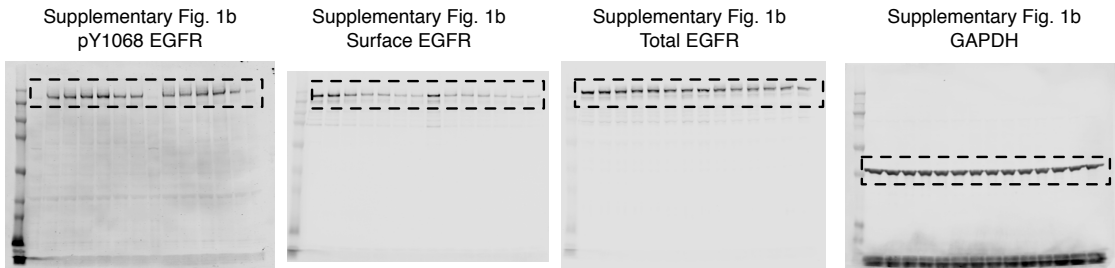 Supplementary Fig. 1b
pY1068 EGFR
Supplementary Fig. 1b
Surface EGFR
Supplementary Fig. 1b
Total EGFR
Supplementary Fig. 1b
GAPDH